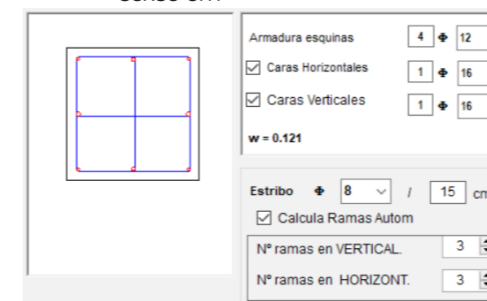 Armadura esquinas 4 Φ 12
Caras Horizontales 1 Φ 16
Caras Verticales 1 Φ 16
w = 0.121
Estribo Φ 8 / 15 cm
Calcula Ramas Autom
Nº ramas en VERTICAL. 3
Nº ramas en HORIZONT. 3